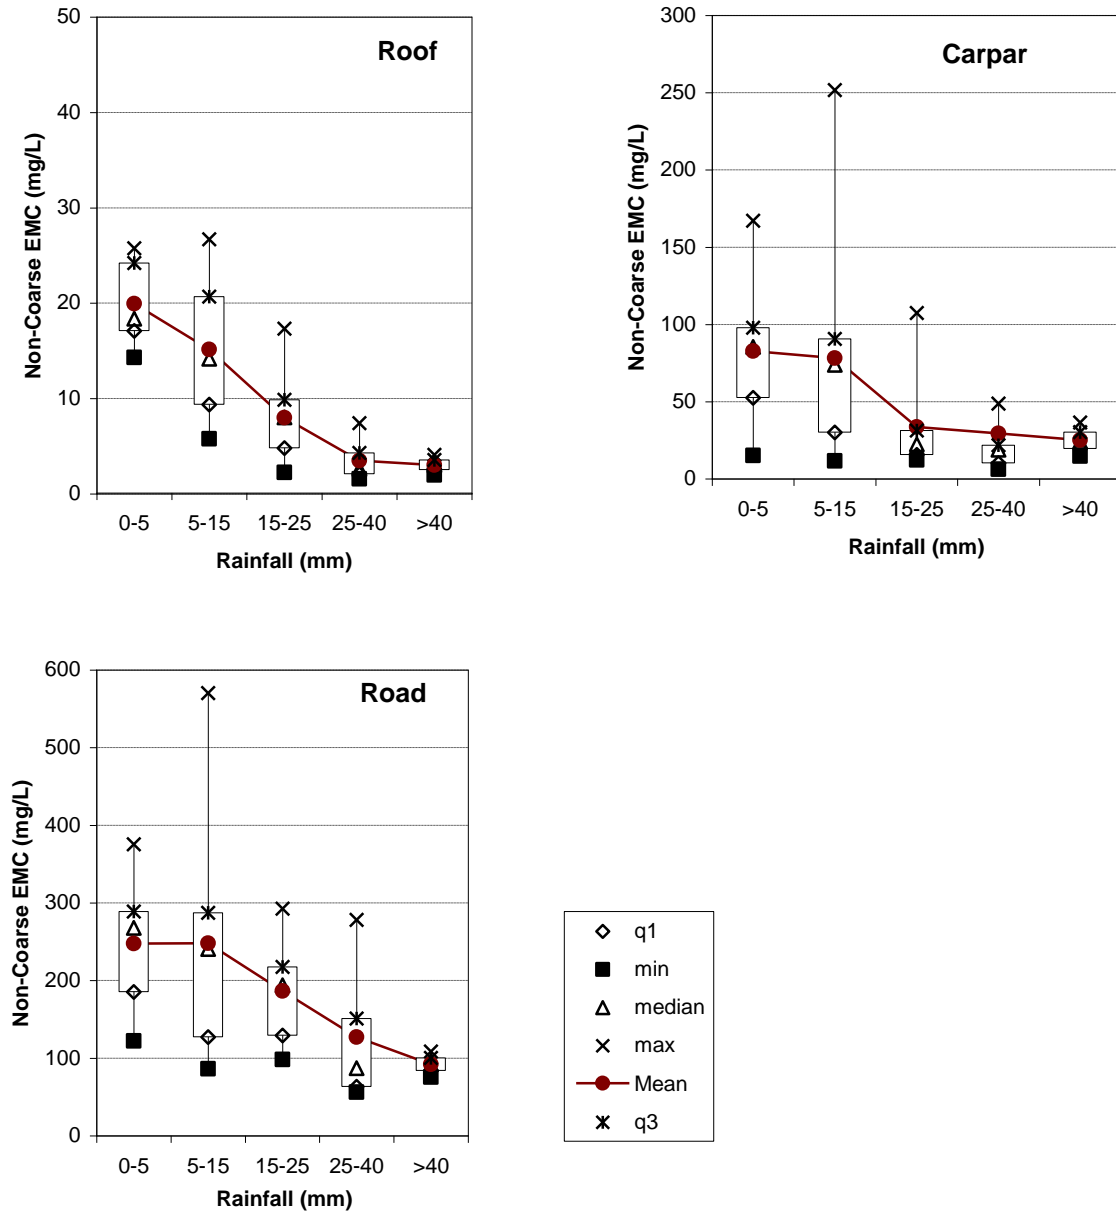 Roof
Non-Coarse EMC (mg/L)
50
40
30
20
10
0
0-5 5-15 15-25 25-40 >40
Rainfall (mm)
Carpar
Non-Coarse EMC (mg/L)
300
250
200
150
100
50
0
0-5 5-15 15-25 25-40 >40
Rainfall (mm)
Road
Non-Coarse EMC (mg/L)
600
500
400
300
200
100
0
0-5 5-15 15-25 25-40 >40
Rainfall (mm)
q1
min
median
max
Mean
q3